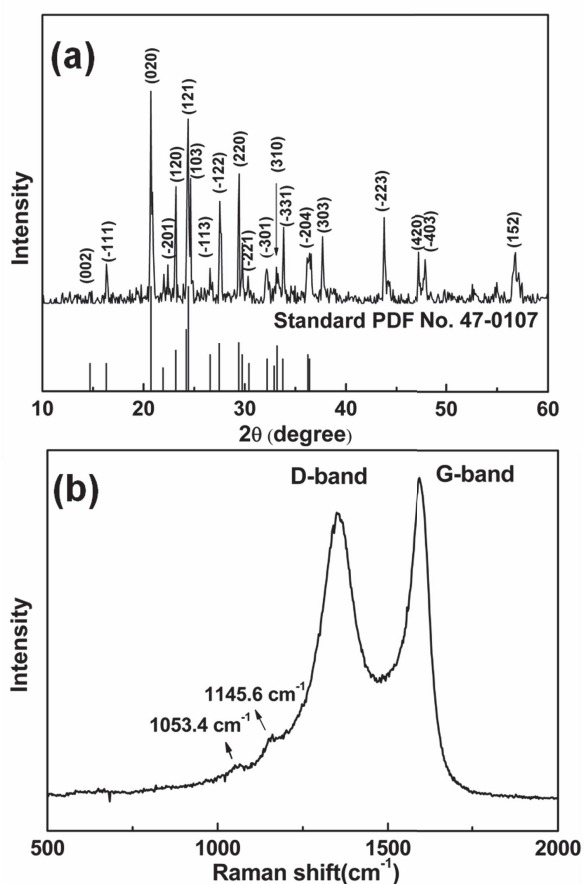 (a)
(020)
(121)
(120)
(103)
(-122)
(220)
(310)
(-331)
(-223)
(002)
(-111)
(-201)
(-113)
(-221)
(-301)
(-204)
(303)
(420)
(-403)
(152)
Intensity
Standard PDF No. 47-0107
10 20 30 40 50 60
2θ (degree)
(b)
D-band G-band
Intensity
1145.6 cm⁻¹
1053.4 cm⁻¹
500 1000 1500 2000
Raman shift(cm⁻¹)